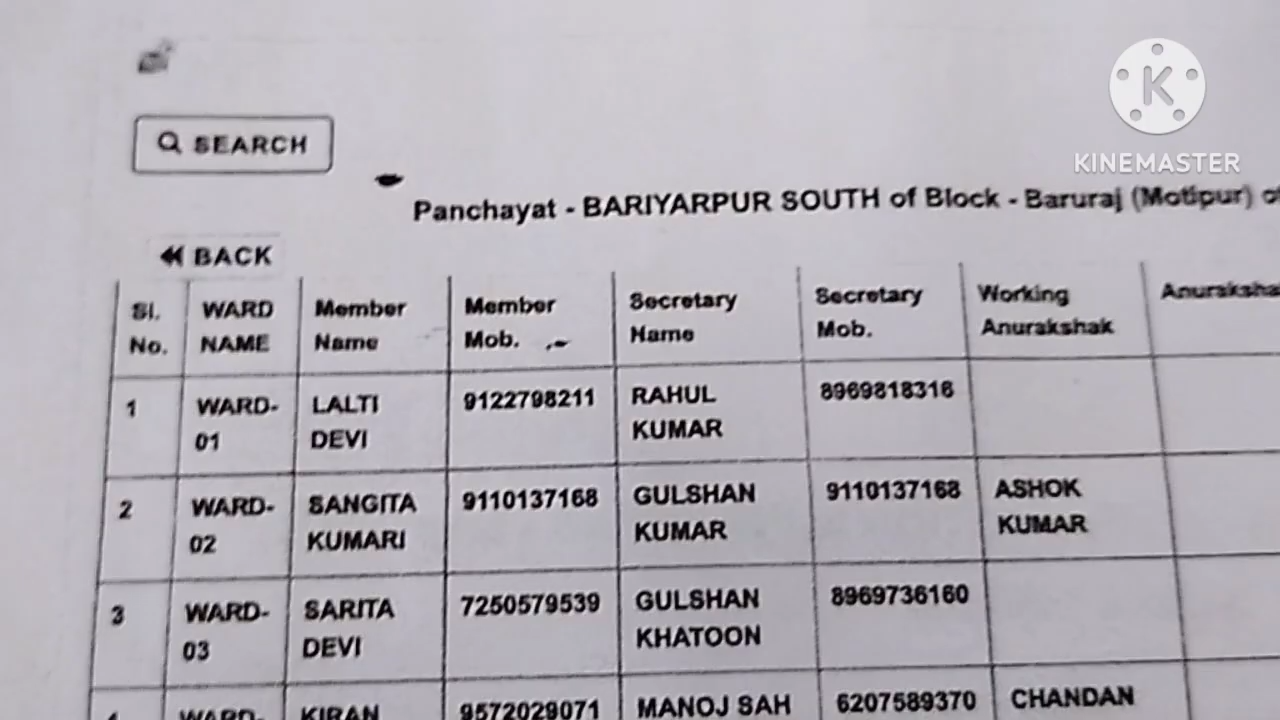 KINEMASTER
SEARCH
Panchayat - BARIYARPUR SOUTH of Block - Baruraj (Motipur)
BACK
Sl. No. WARD NAME Member Name Member Mob. Secretary Name Secretary Mob. Working Anurakshak
1 WARD-01 LALTI DEVI 9122798211 RAHUL KUMAR 8969818316
2 WARD-02 SANGITA KUMARI 9110137168 GULSHAN KUMAR 9110137168 ASHOK KUMAR
3 WARD-03 SARITA DEVI 7250579539 GULSHAN KHATOON 8969736160
WARD- KIRAN 9572029071 MANOJ SAH 6207589370 CHANDAN